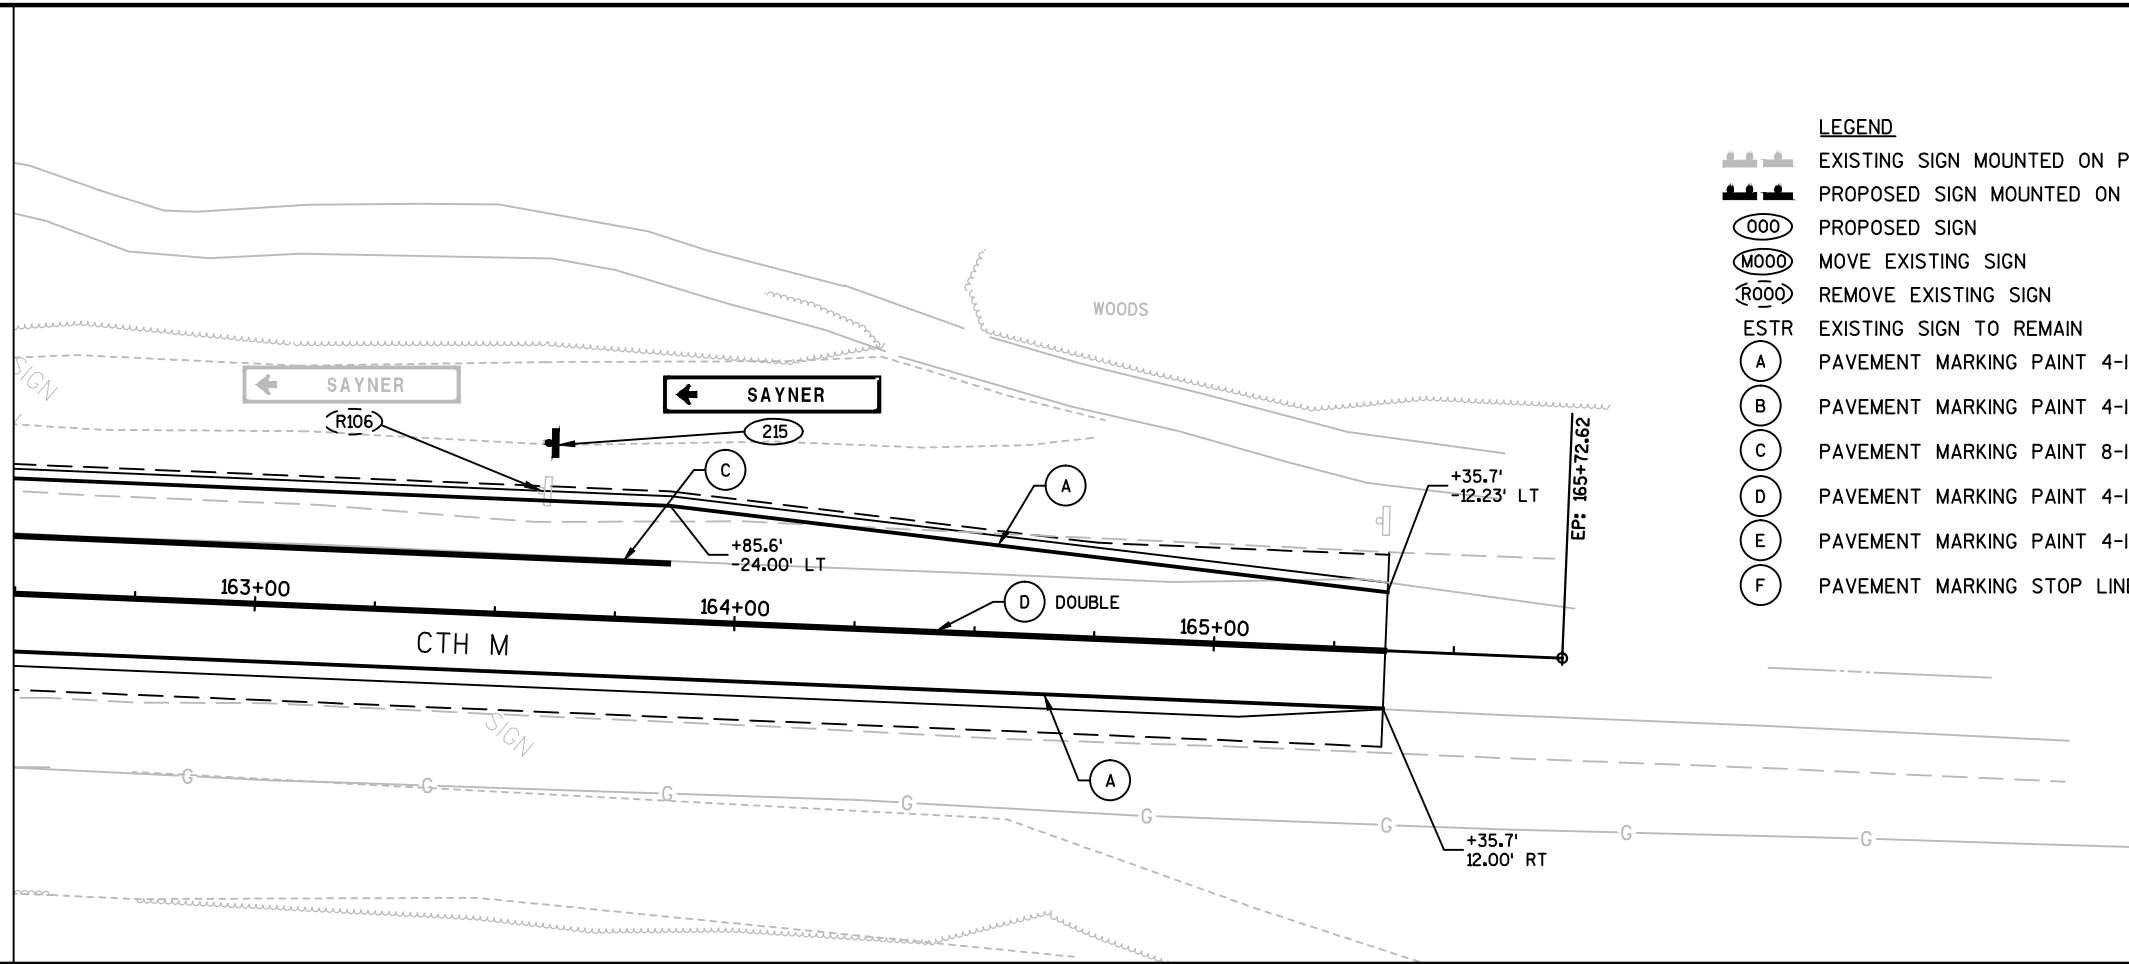 LEGEND
EXISTING SIGN MOUNTED ON P
PROPOSED SIGN MOUNTED ON
000 PROPOSED SIGN
M000 MOVE EXISTING SIGN
R000 REMOVE EXISTING SIGN
ESTR EXISTING SIGN TO REMAIN
A PAVEMENT MARKING PAINT 4-I
B PAVEMENT MARKING PAINT 4-I
C PAVEMENT MARKING PAINT 8-I
D PAVEMENT MARKING PAINT 4-I
E PAVEMENT MARKING PAINT 4-I
F PAVEMENT MARKING STOP LINE
WOODS
SIGN
SAYNER
SAYNER
R106
215
C
A
+35.7'
-12.23' LT
EP: 165+72.62
+85.6'
-24.00' LT
163+00
164+00
D DOUBLE
165+00
CTH M
SIGN
A
G G G G G G G G
+35.7'
12.00' RT